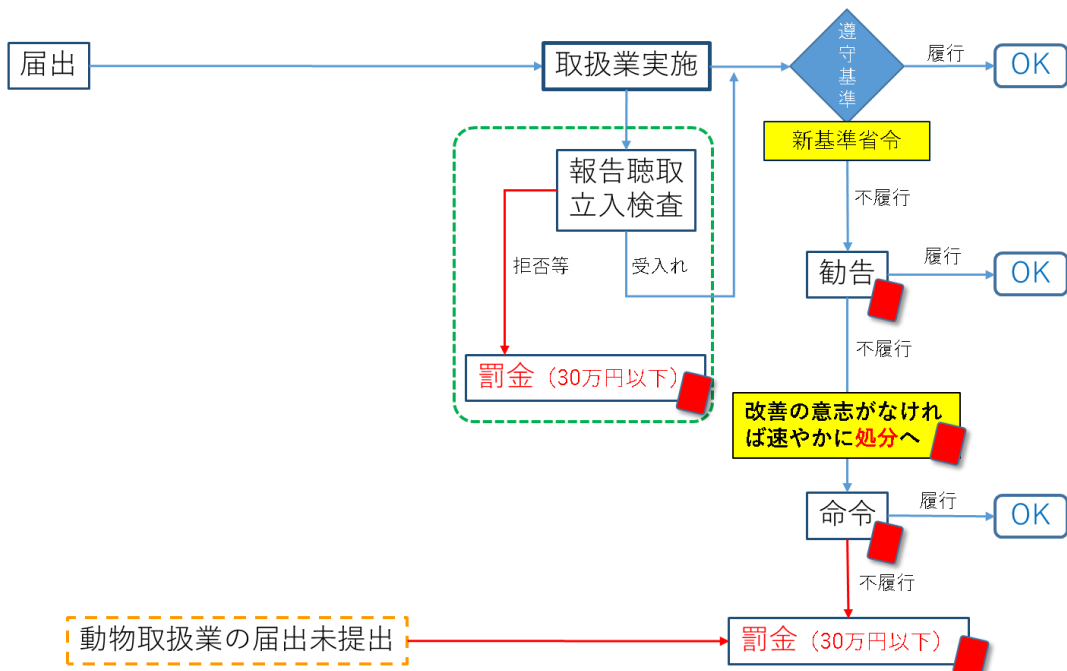 届出
取扱業実施
遵守基準
履行
OK
新基準省令
報告聴取
立入検査
不履行
拒否等
受入れ
勧告
履行
OK
不履行
罰金（30万円以下）
改善の意志がなけれ
ば速やかに処分へ
命令
履行
OK
不履行
動物取扱業の届出未提出
罰金（30万円以下）